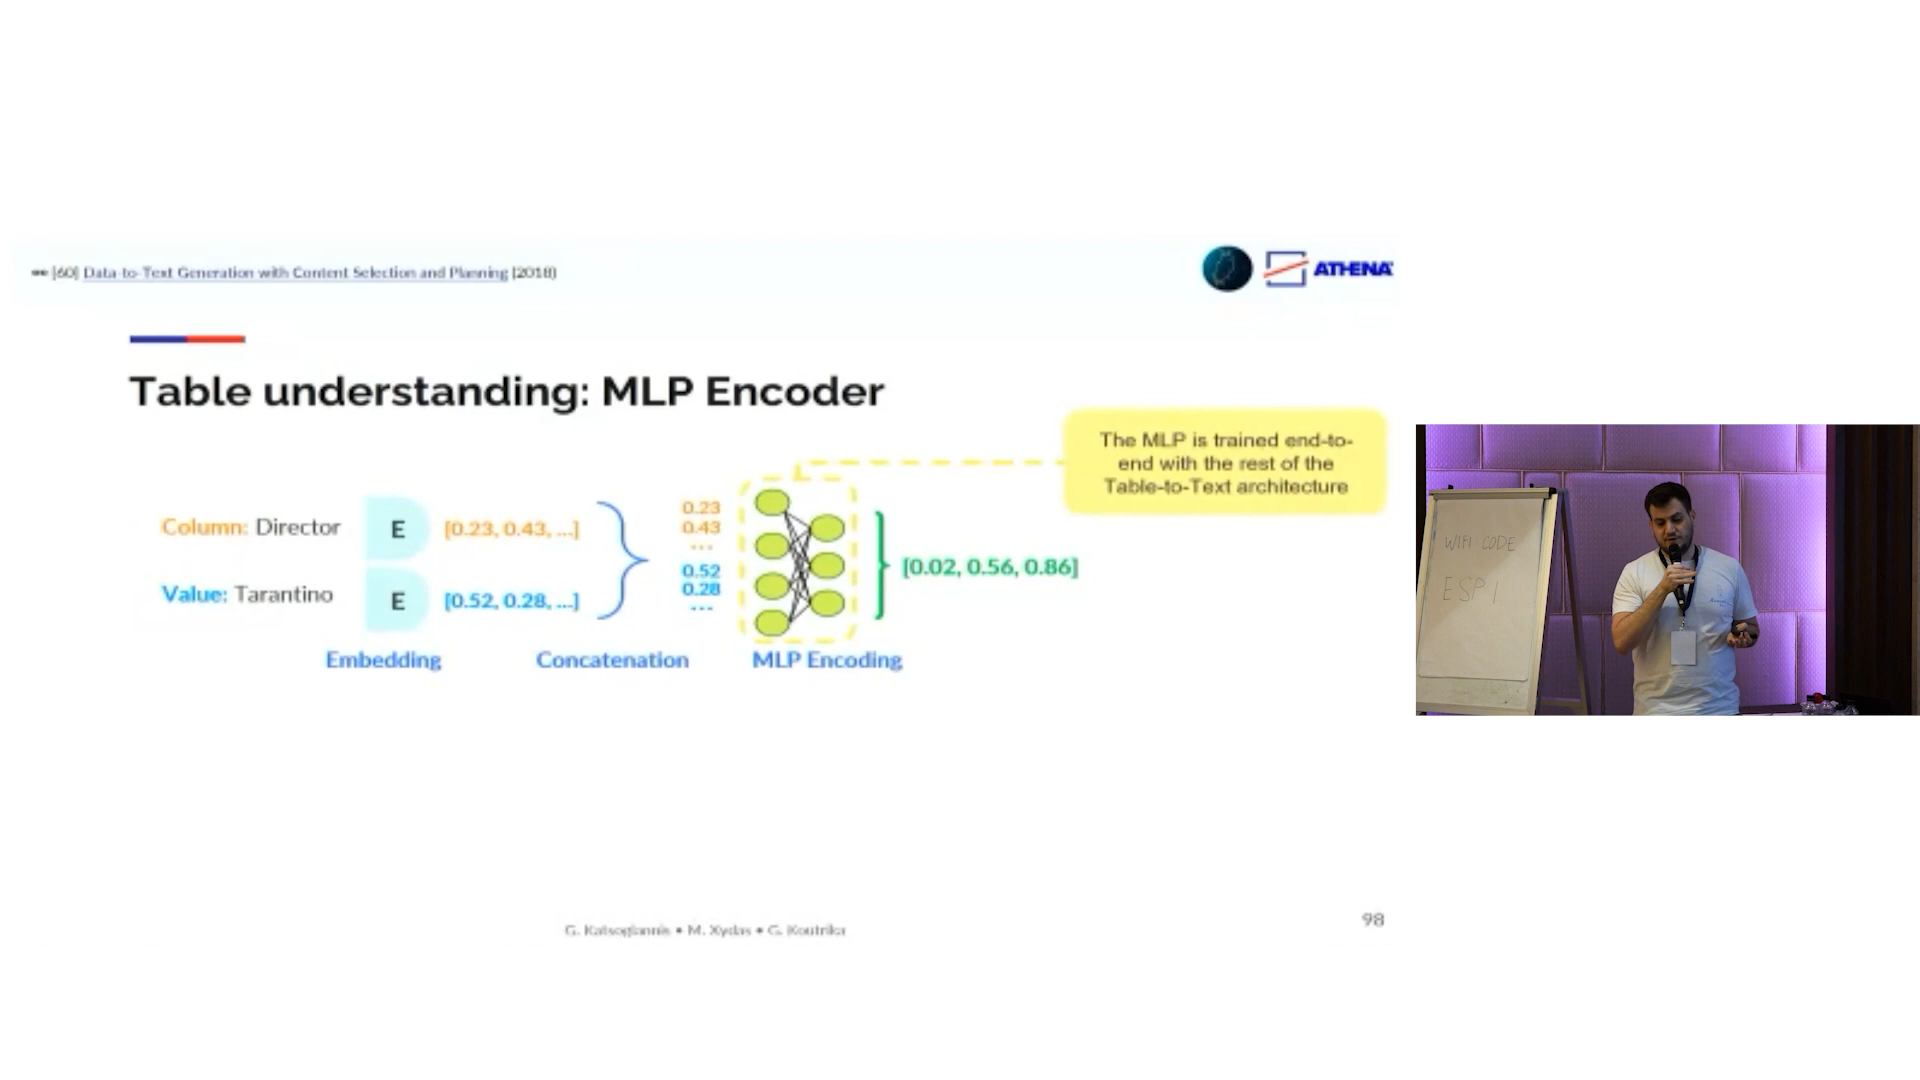 [60] Data-to-Text Generation with Content Selection and Planning (2018)
ATHENA
Table understanding: MLP Encoder
The MLP is trained end-to-
end with the rest of the
Table-to-Text architecture
Column: Director
E
[0.23, 0.43, ...]
Value: Tarantino
E
[0.52, 0.28, ...]
0.23
0.43
...
0.52
0.28
...
[0.02, 0.56, 0.86]
Embedding
Concatenation
MLP Encoding
WIFI CODE
ESP1
G. Katsogiannis • M. Xydas • G. Koutrika
98